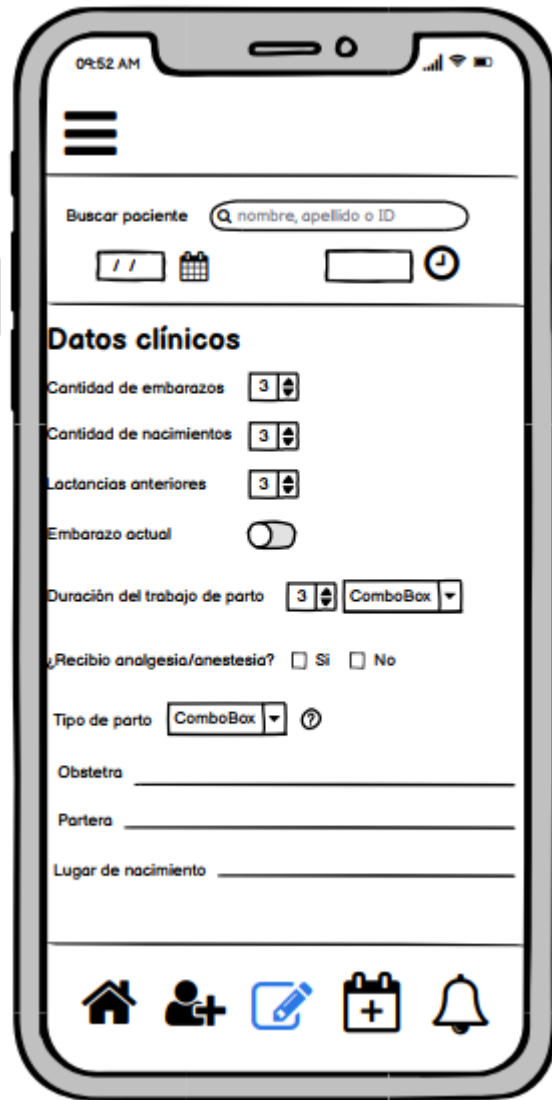 09:52 AM
Buscar paciente nombre, apellido o ID
/ /
Datos clínicos
Cantidad de embarazos 3
Cantidad de nacimientos 3
Lactancias anteriores 3
Embarazo actual
Duración del trabajo de parto 3 ComboBox
¿Recibio analgesia/anestesia? Si No
Tipo de parto ComboBox ?
Obstetra
Partera
Lugar de nacimiento